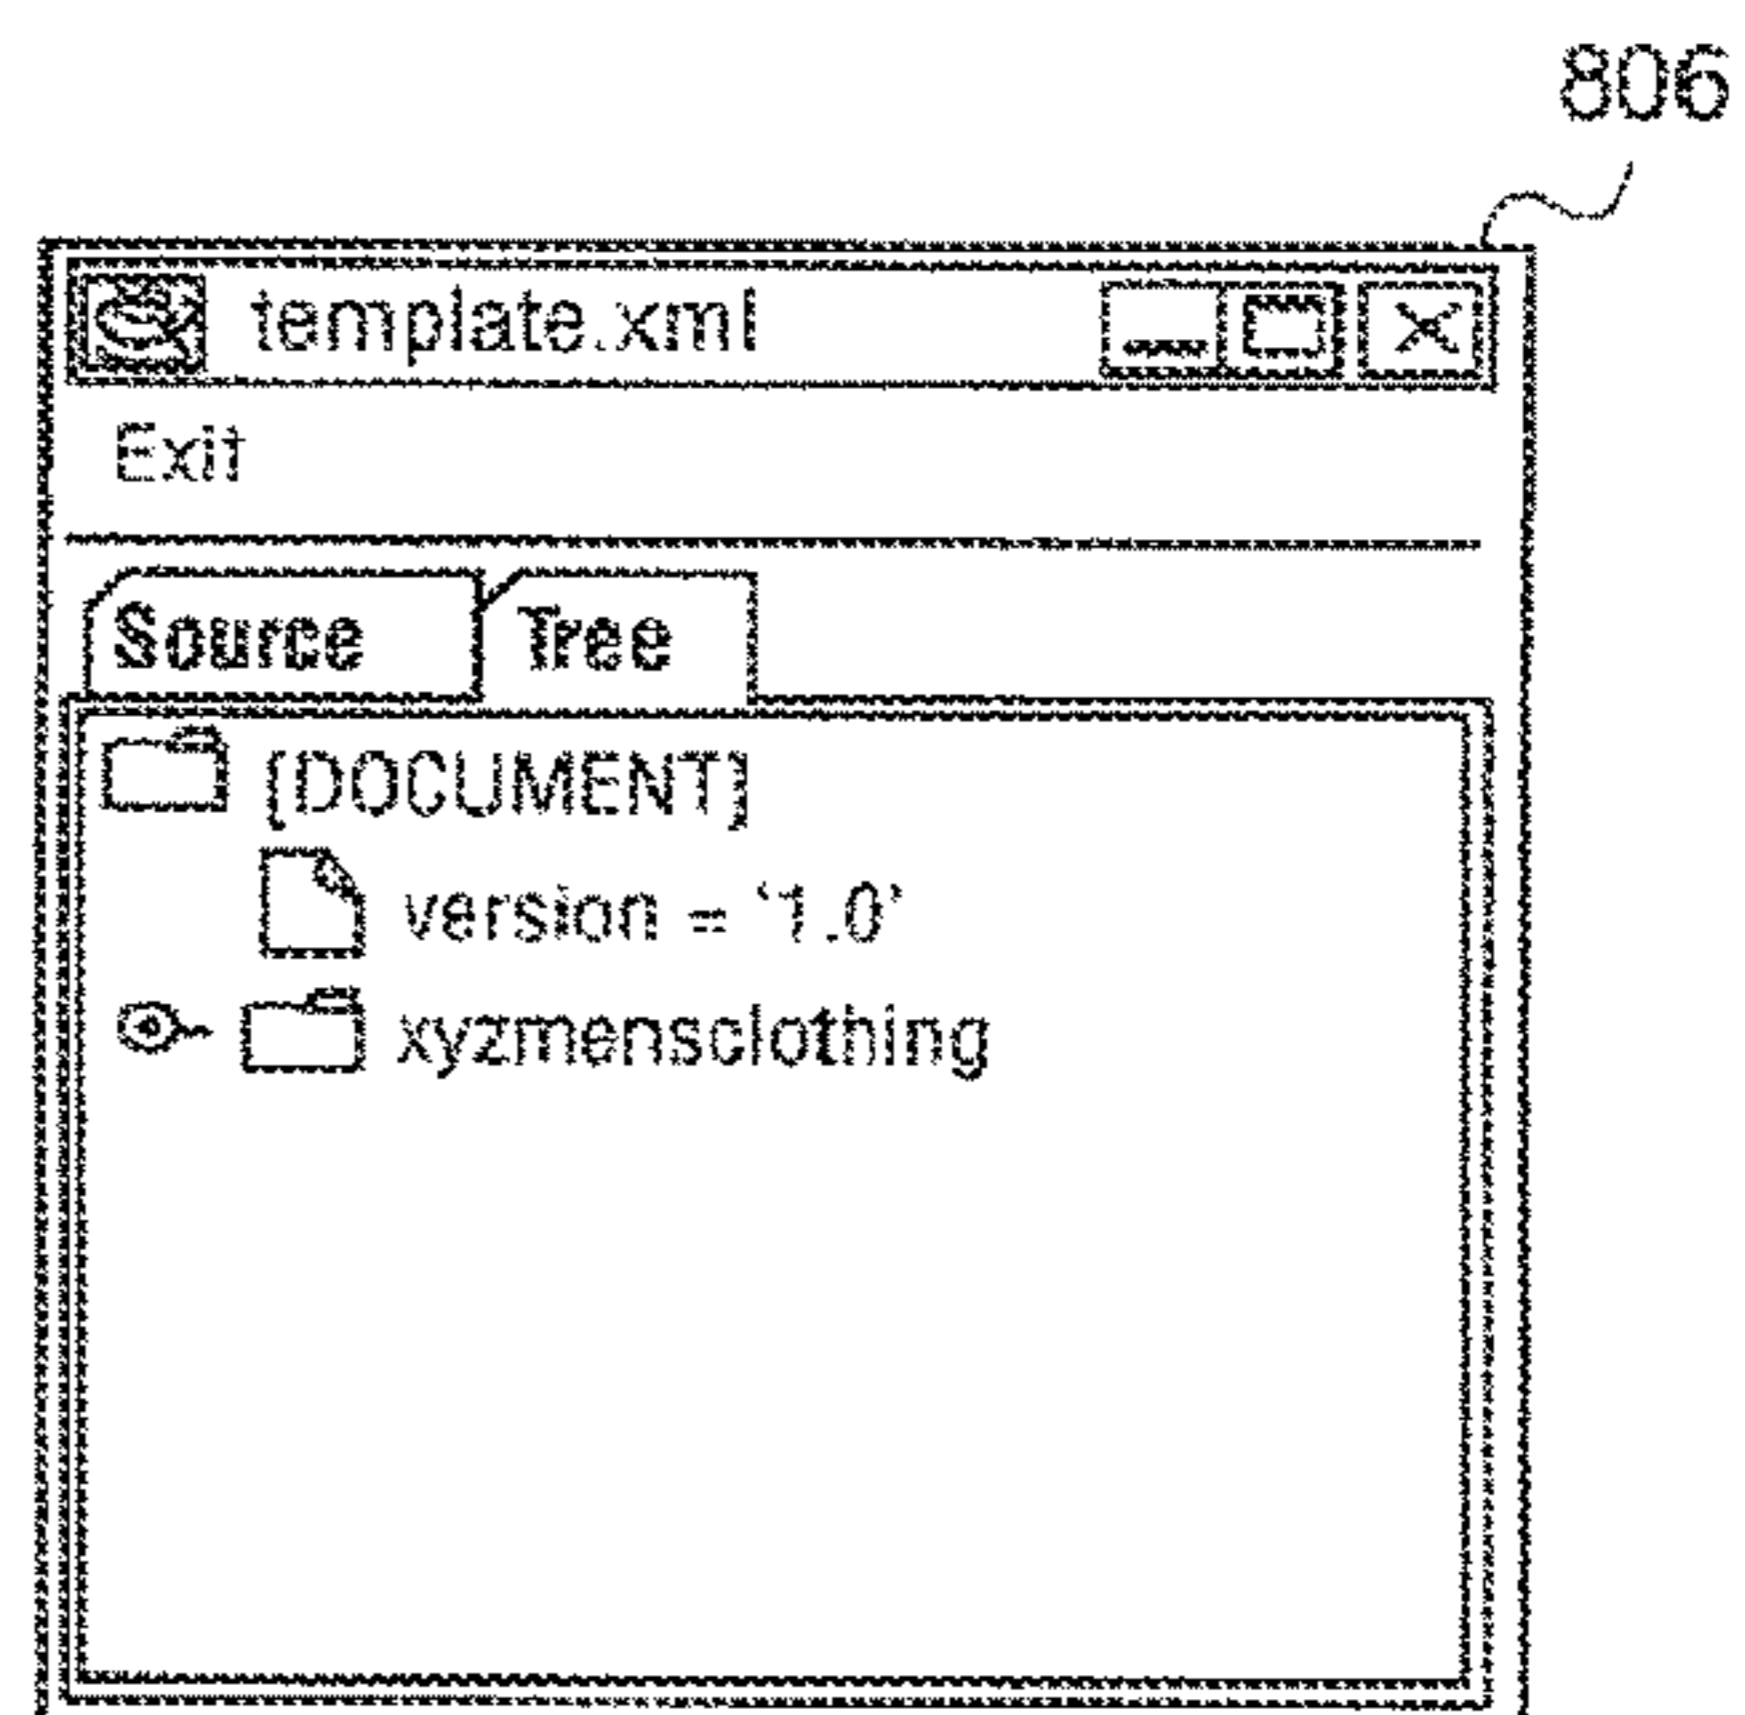 806
template.xml
Exit
Source Tree
[DOCUMENT]
version = ‘1.0’
xyzmensclothing